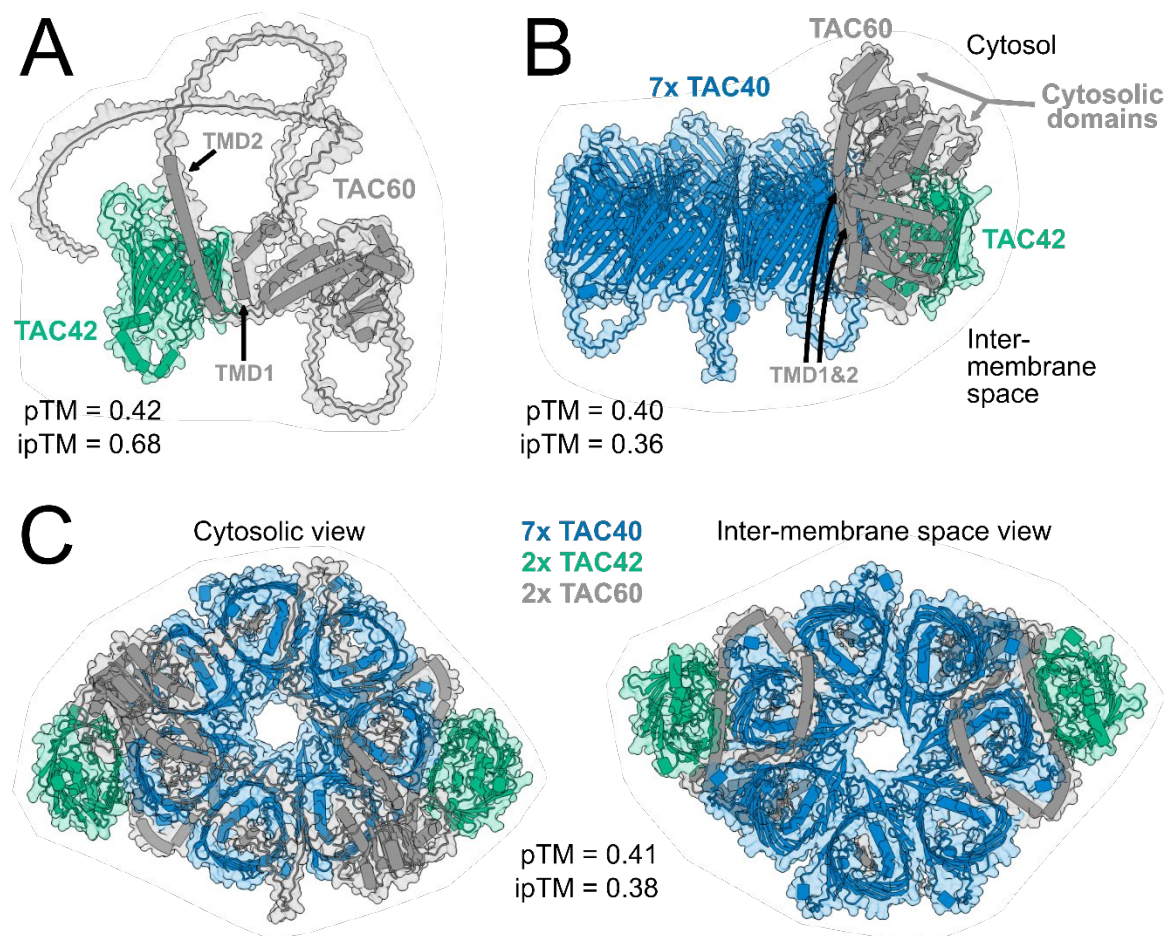 A
TMD2
TAC60
TAC42
TMD1
pTM = 0.42
ipTM = 0.68
B
TAC60
Cytosol
7x TAC40
Cytosolic
domains
TAC42
Inter-
membrane
space
TMD1&2
pTM = 0.40
ipTM = 0.36
C
Cytosolic view
7x TAC40
2x TAC42
2x TAC60
Inter-membrane space view
pTM = 0.41
ipTM = 0.38